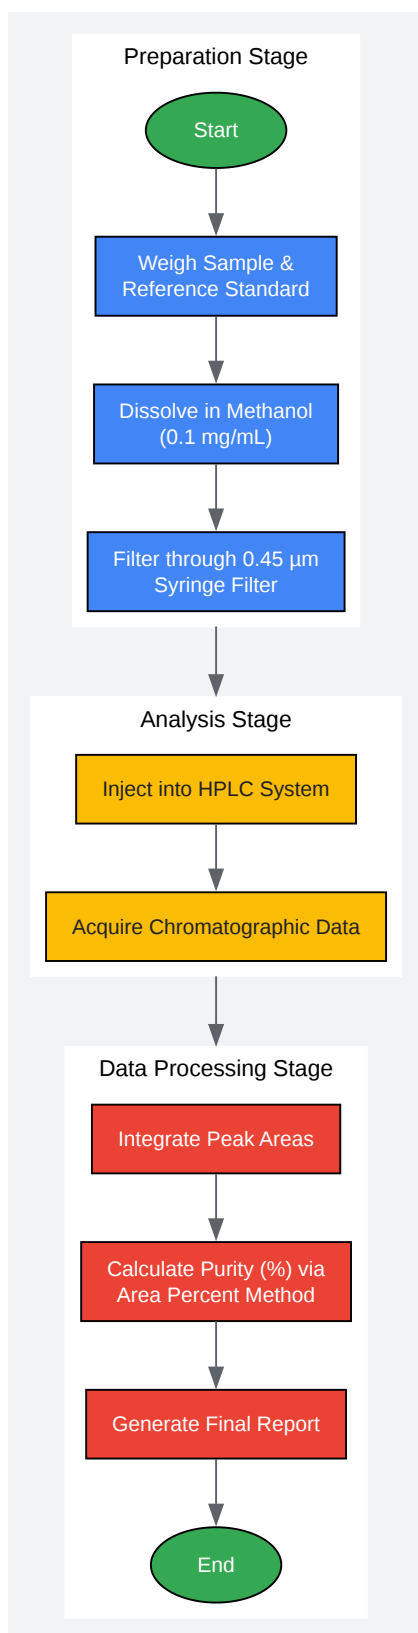 Preparation Stage
Start
Weigh Sample &
Reference Standard
Dissolve in Methanol
(0.1 mg/mL)
Filter through 0.45 µm
Syringe Filter
Analysis Stage
Inject into HPLC System
Acquire Chromatographic Data
Data Processing Stage
Integrate Peak Areas
Calculate Purity (%) via
Area Percent Method
Generate Final Report
End